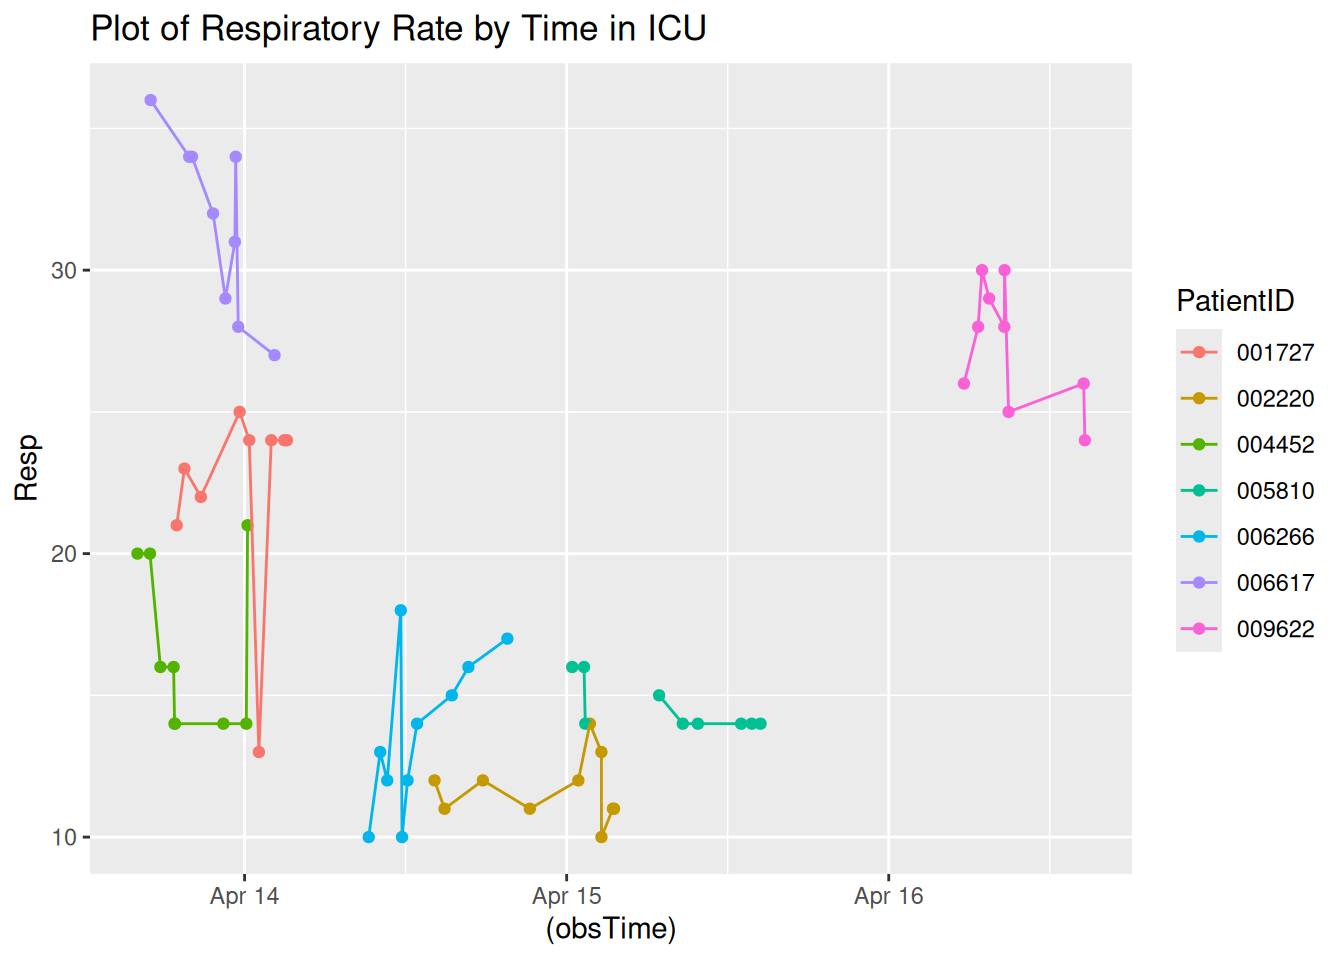 Plot of Respiratory Rate by Time in ICU
Resp
30
20
10
Apr 14
Apr 15
Apr 16
(obsTime)
PatientID
001727
002220
004452
005810
006266
006617
009622